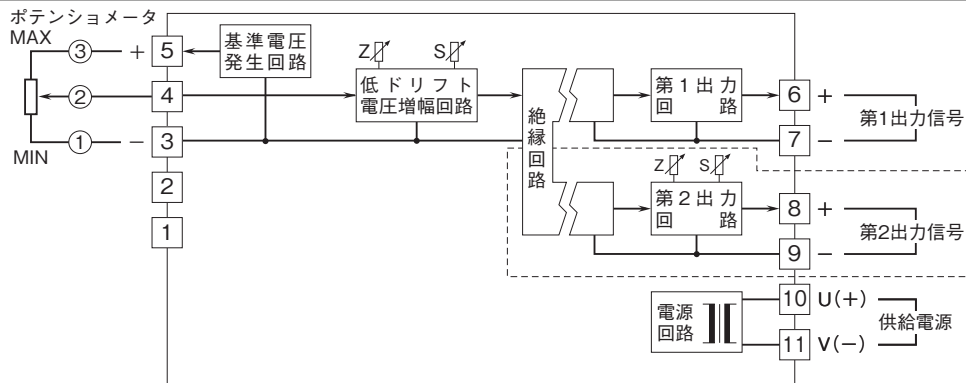 ポテンショメータ
MAX
③
+
5
基準電圧
発生回路
②
4
①
−
3
MIN
2
1
Z
S
低ドリフト
電圧増幅回路
絶縁回路
第1出力
回路
6
+
7
−
第1出力信号
Z
S
第2出力
回路
8
+
9
−
第2出力信号
電源
回路
10
U(+)
11
V(−)
供給電源